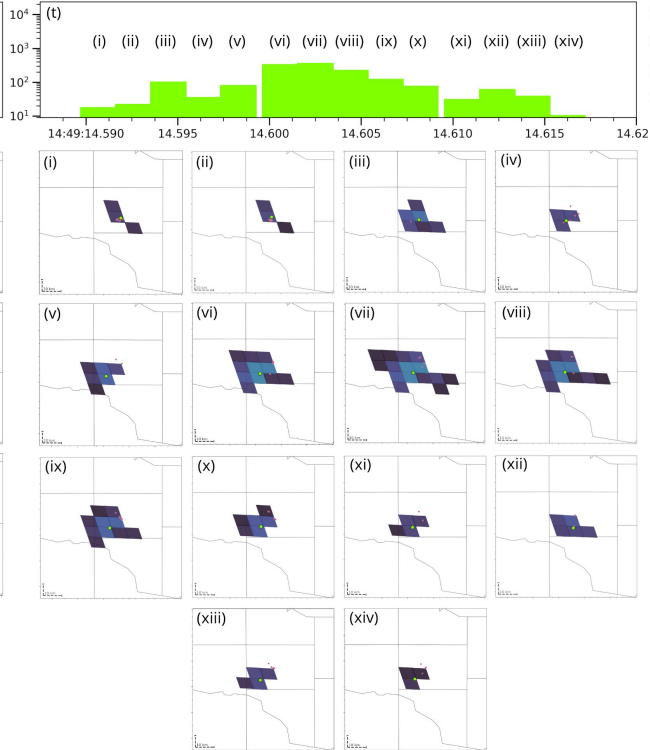 (t)
10⁴
10³
10²
10¹
(i) (ii) (iii) (iv) (v) (vi) (vii) (viii) (ix) (x) (xi) (xii) (xiii) (xiv)
14:49:14.590 14.595 14.600 14.605 14.610 14.615 14.62
(i) (ii) (iii) (iv)
(v) (vi) (vii) (viii)
(ix) (x) (xi) (xii)
(xiii) (xiv)